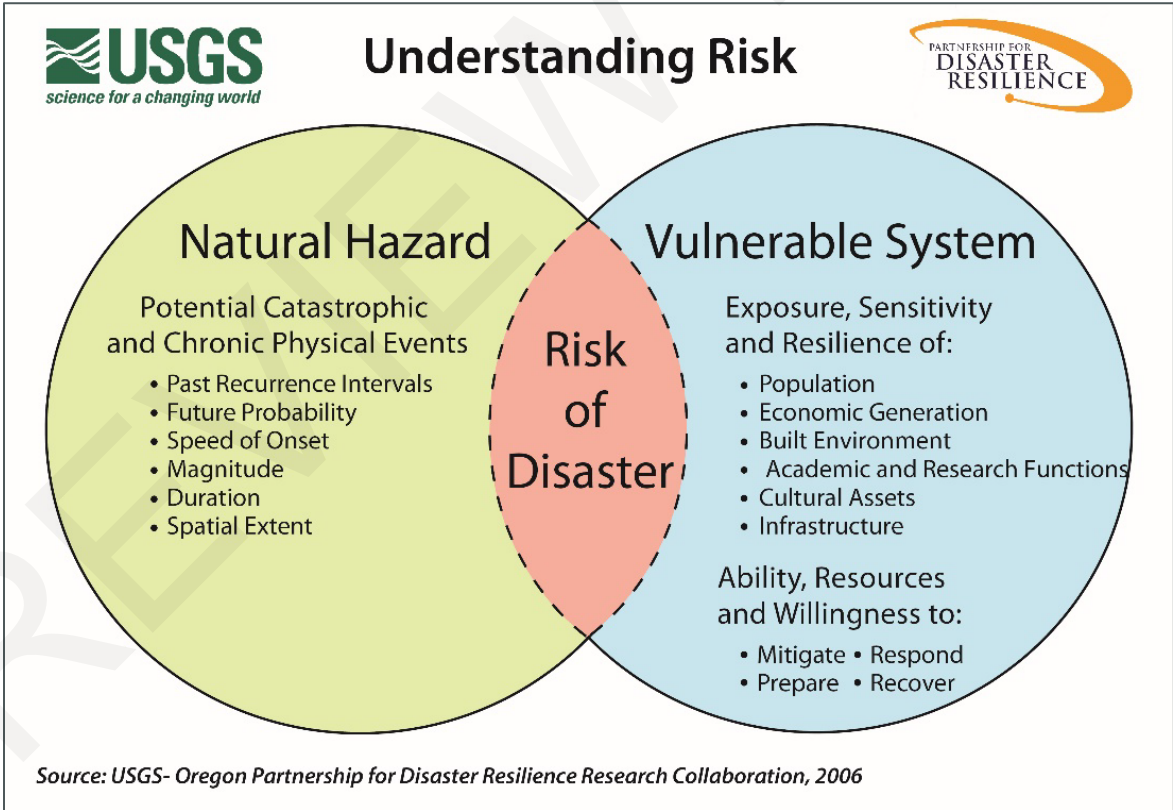 USGS
science for a changing world
Understanding Risk
PARTNERSHIP FOR
DISASTER
RESILIENCE
Natural Hazard
Potential Catastrophic
and Chronic Physical Events
• Past Recurrence Intervals
• Future Probability
• Speed of Onset
• Magnitude
• Duration
• Spatial Extent
Risk
of
Disaster
Vulnerable System
Exposure, Sensitivity
and Resilience of:
• Population
• Economic Generation
• Built Environment
• Academic and Research Functions
• Cultural Assets
• Infrastructure
Ability, Resources
and Willingness to:
• Mitigate • Respond
• Prepare • Recover
Source: USGS- Oregon Partnership for Disaster Resilience Research Collaboration, 2006
REVIEW